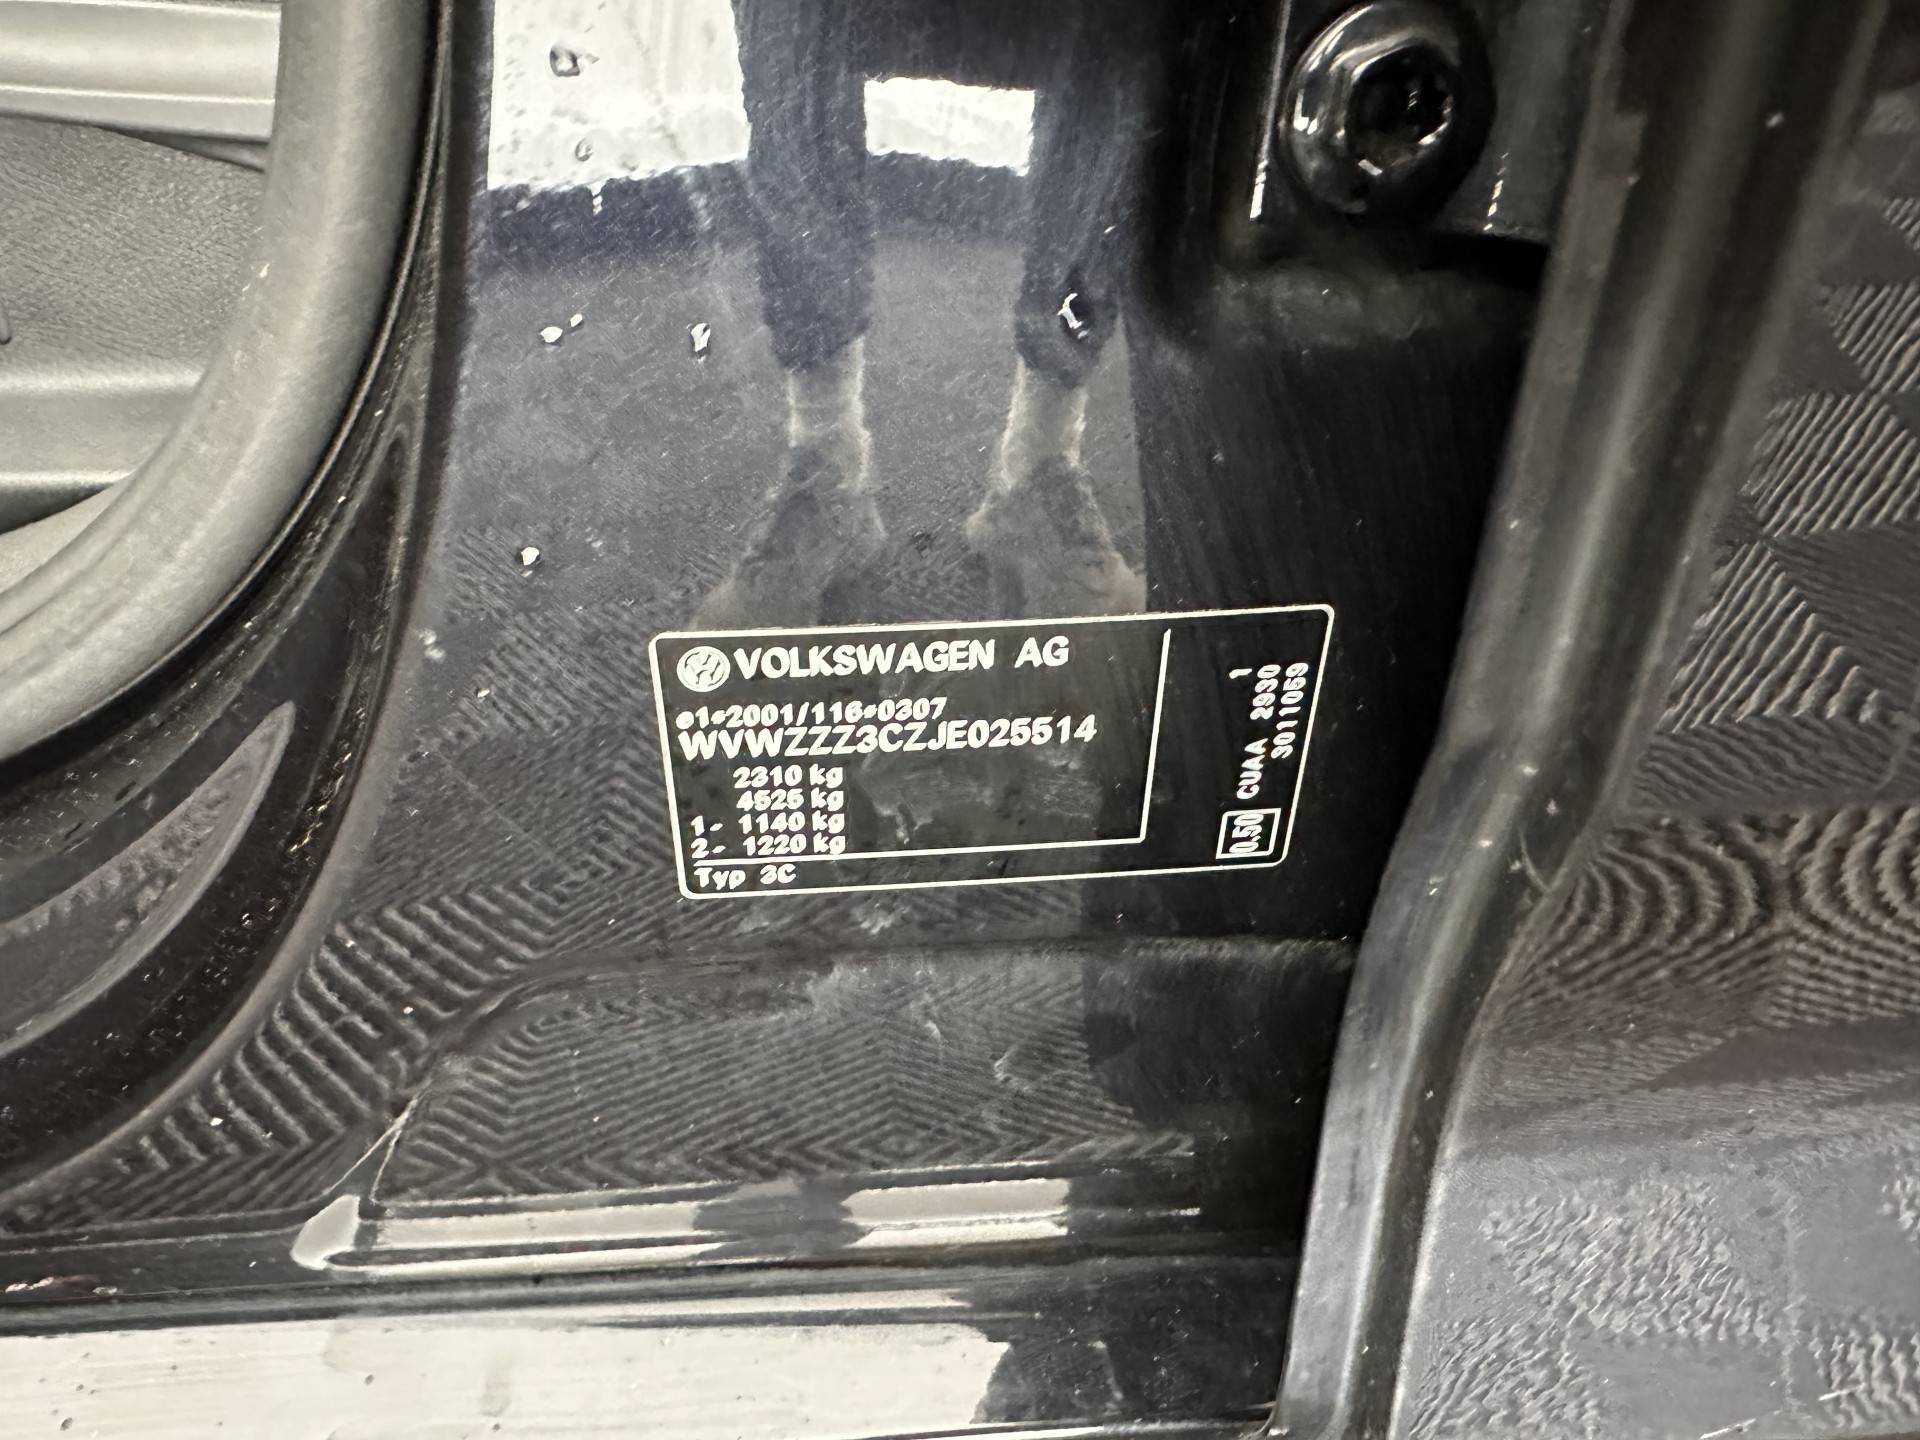 VOLKSWAGEN AG
e1*2001/116*0307
WVWZZZ3CZJE025514
2310 kg
4525 kg
1- 1140 kg
2- 1220 kg
Typ 3C
1
CUAA 2930
3011059
0.50